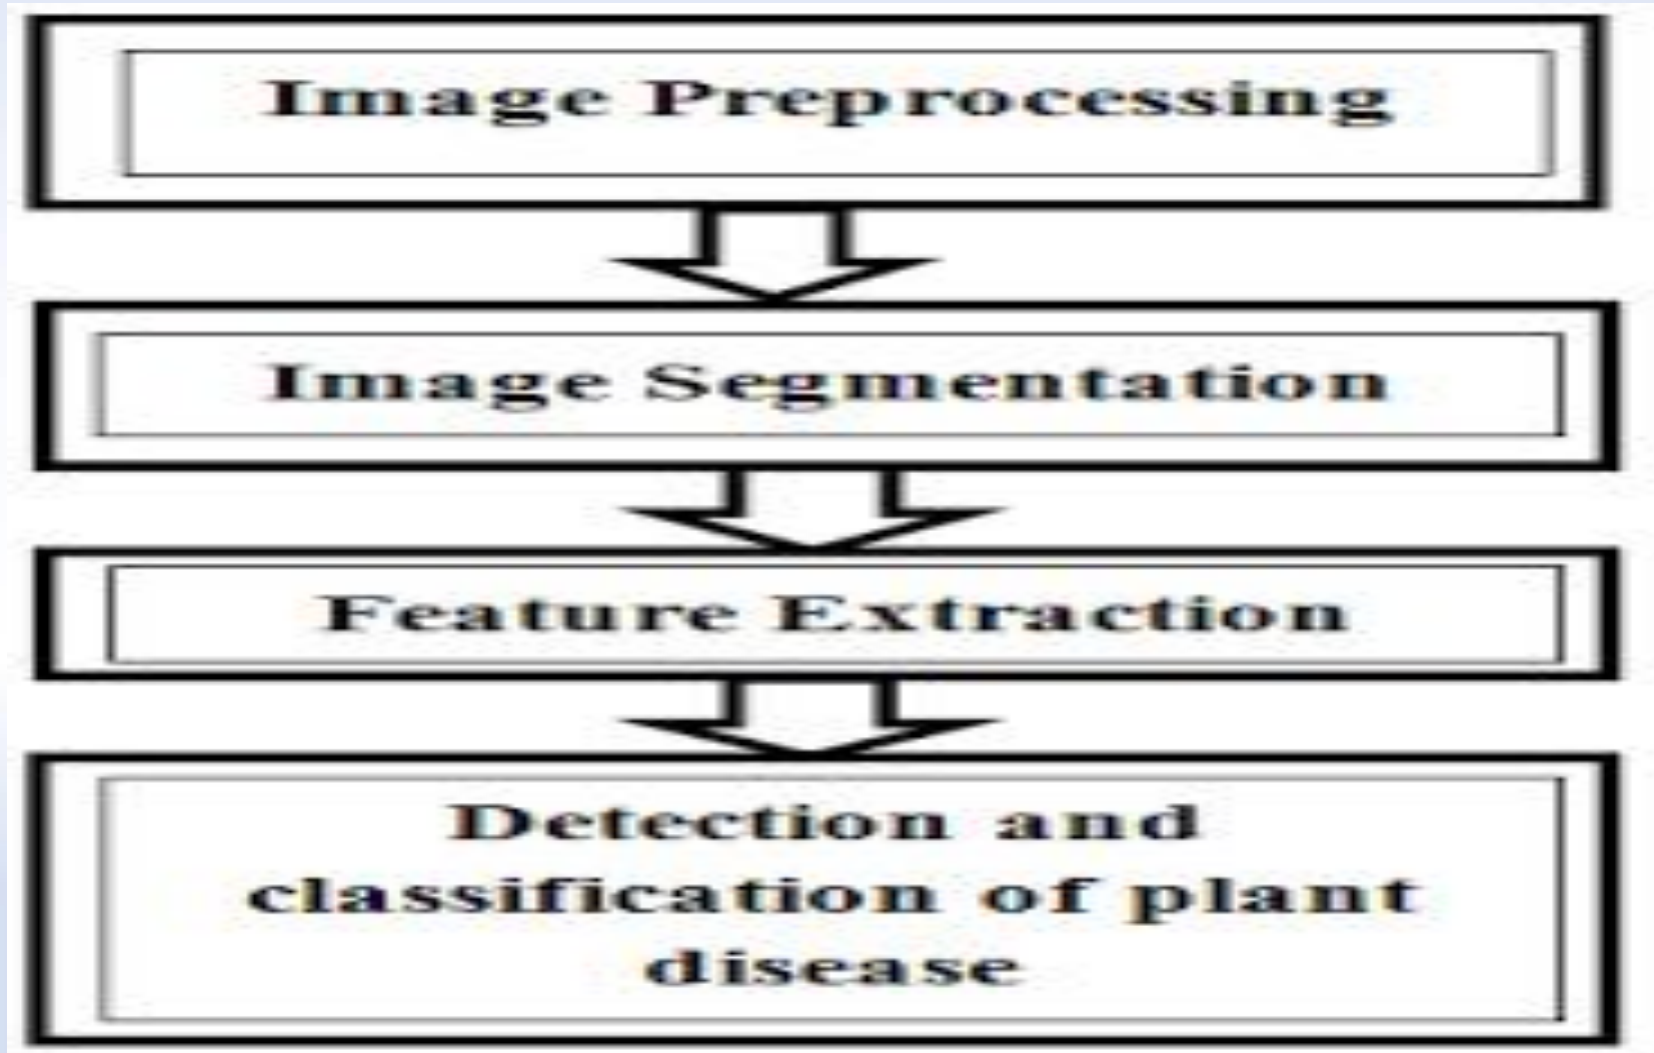 Image Preprocessing
Image Segmentation
Feature Extraction
Detection and
classification of plant
disease